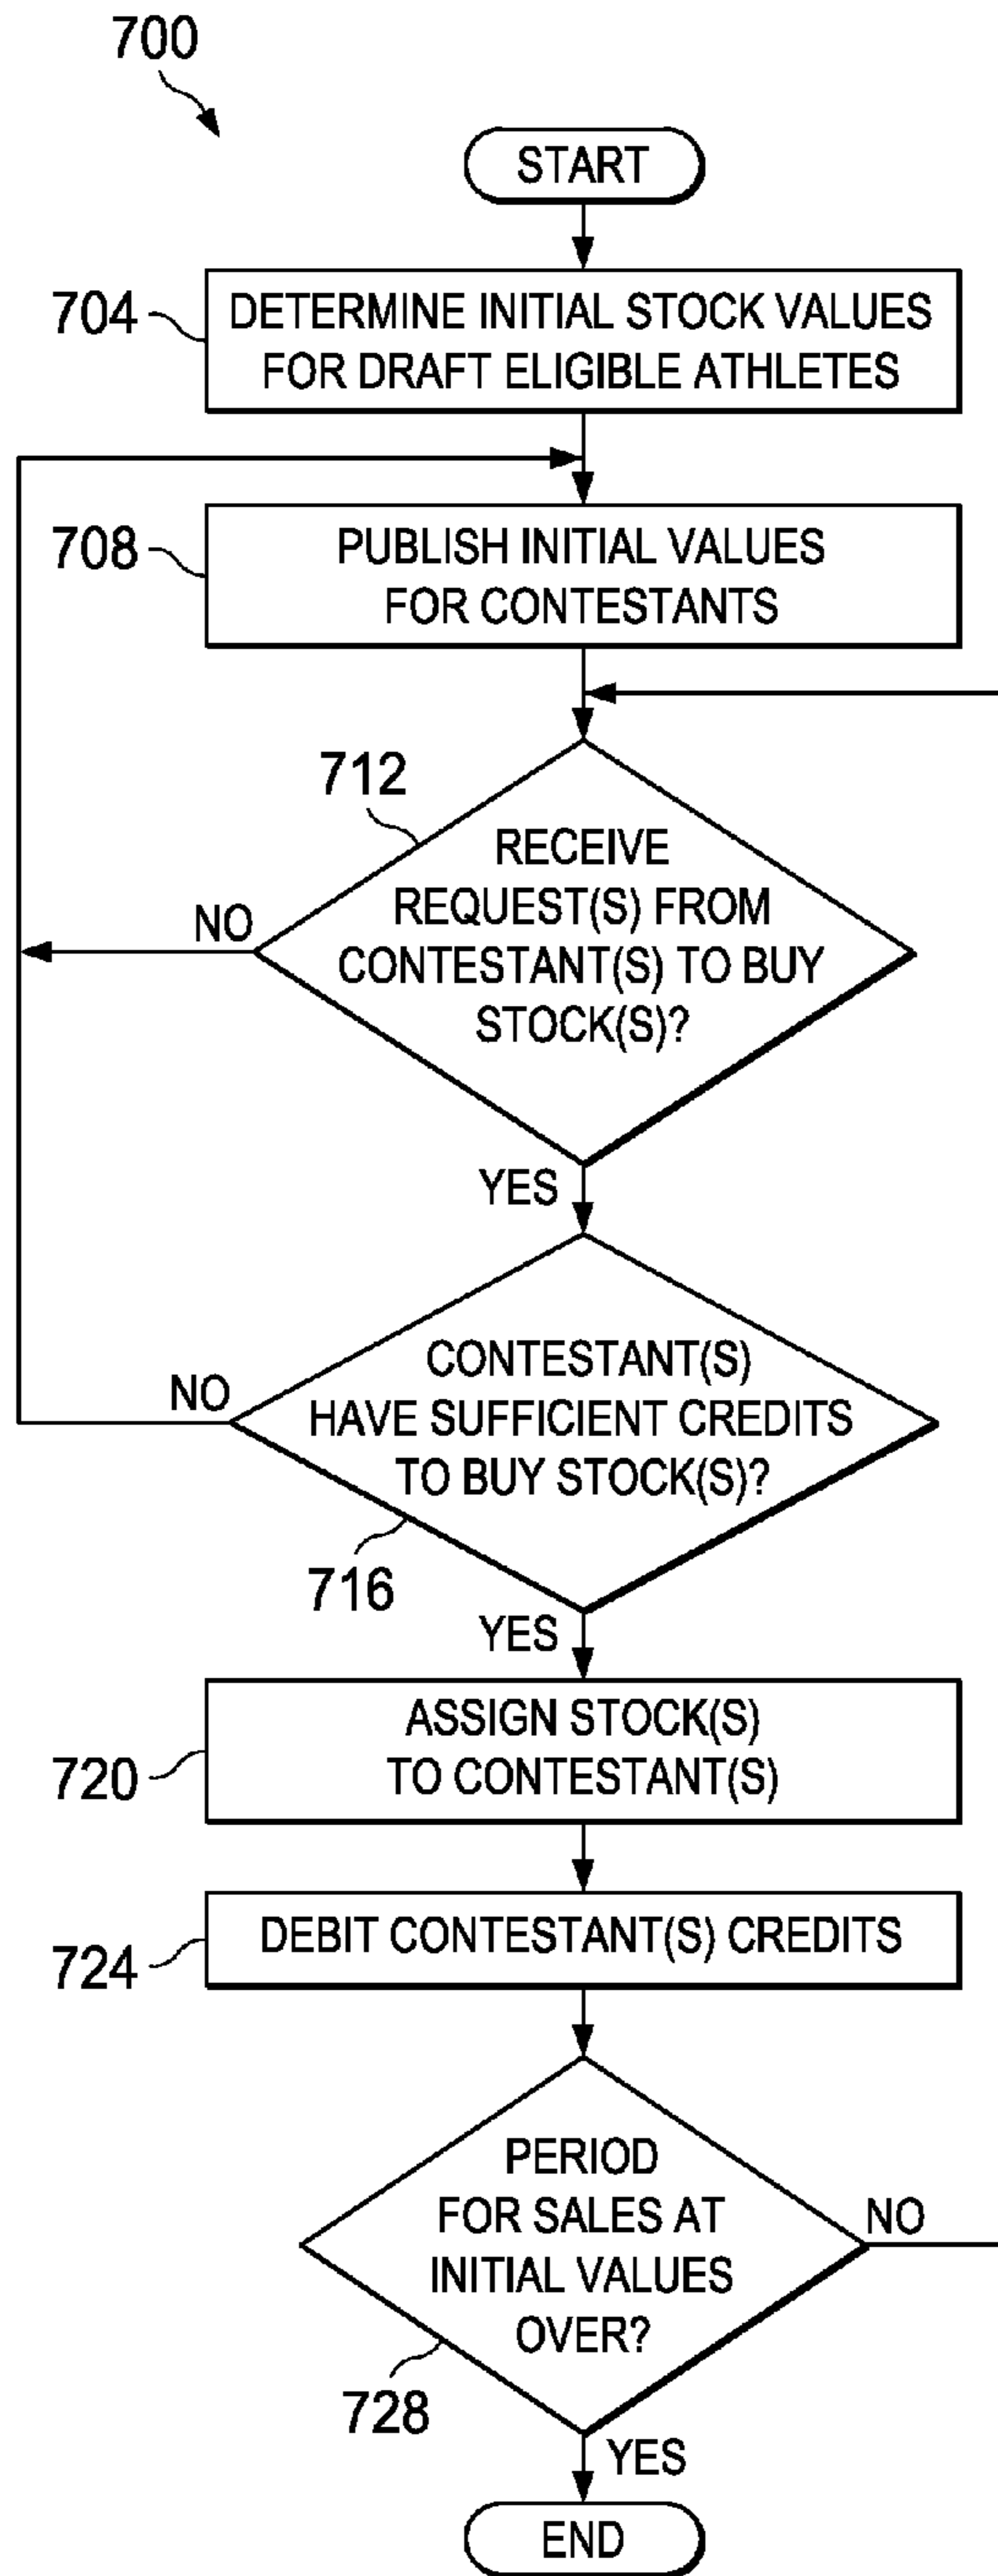 700
START
704
DETERMINE INITIAL STOCK VALUES
FOR DRAFT ELIGIBLE ATHLETES
708
PUBLISH INITIAL VALUES
FOR CONTESTANTS
712
RECEIVE
REQUEST(S) FROM
CONTESTANT(S) TO BUY
STOCK(S)?
NO
YES
CONTESTANT(S)
HAVE SUFFICIENT CREDITS
TO BUY STOCK(S)?
NO
716
YES
ASSIGN STOCK(S)
TO CONTESTANT(S)
720
DEBIT CONTESTANT(S) CREDITS
724
PERIOD
FOR SALES AT
INITIAL VALUES
OVER?
NO
728
YES
END